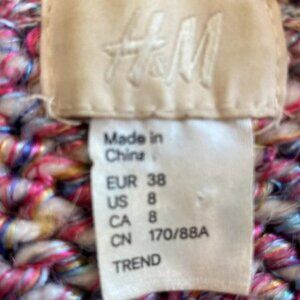 H&M
Made in
China
EUR 38
US 8
CA 8
CN 170/88A
TREND